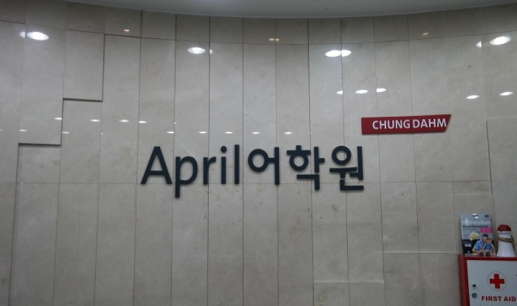 CHUNG DAHM
April어학원
FIRST AID